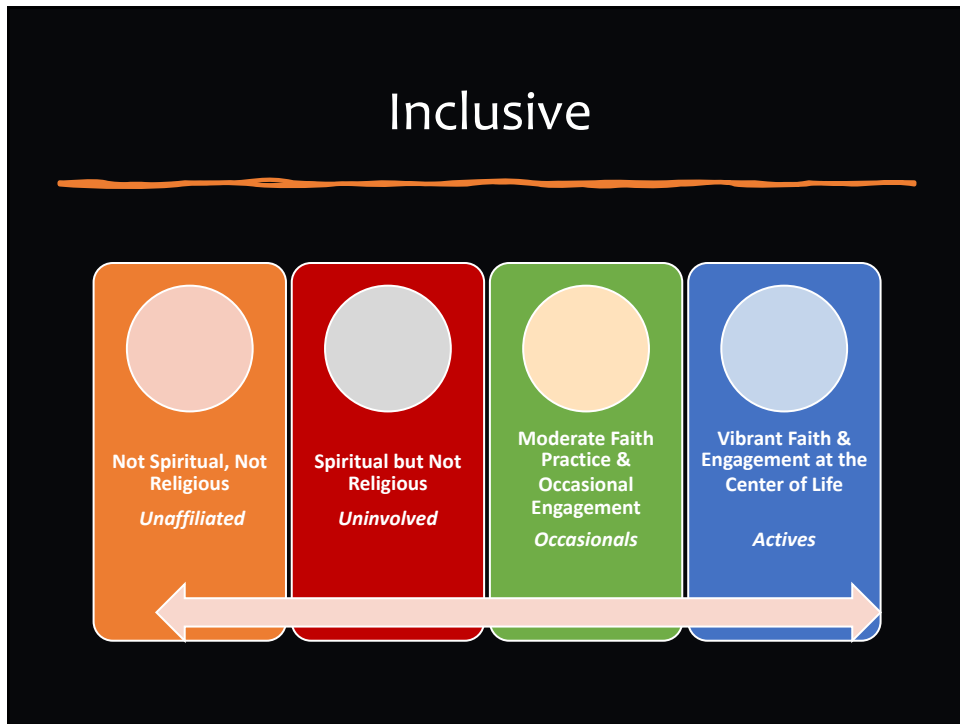 Inclusive
Not Spiritual, Not
Religious
Unaffiliated
Spiritual but Not
Religious
Uninvolved
Moderate Faith
Practice &
Occasional
Engagement
Occasionals
Vibrant Faith &
Engagement at the
Center of Life
Actives